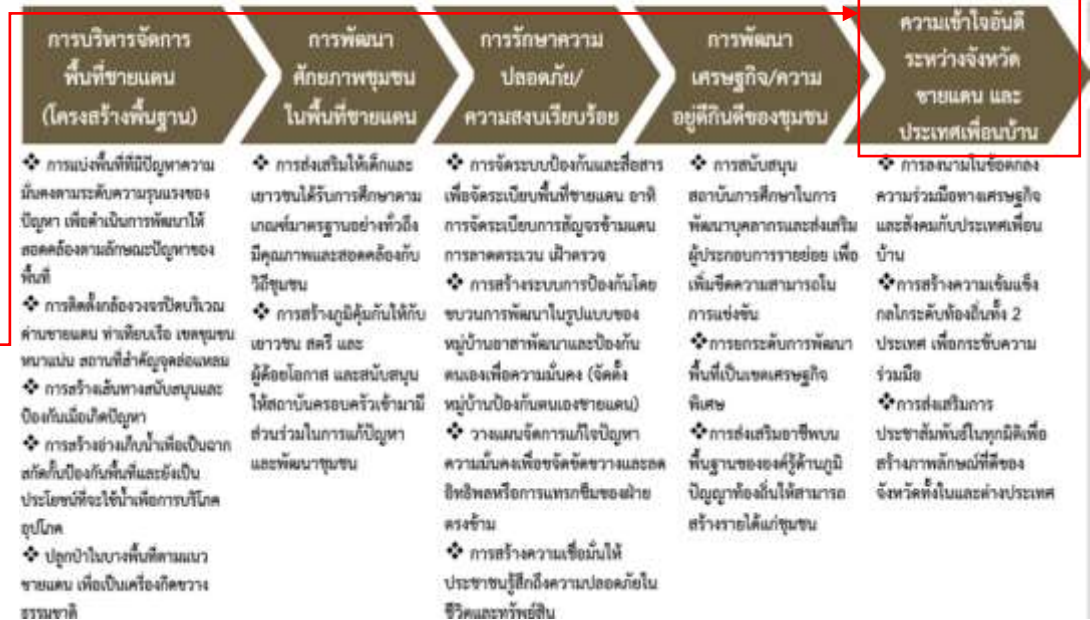 การบริหารจัดการ
พื้นที่ชายแดน
(โครงสร้างพื้นฐาน)
❖ การแบ่งพื้นที่ที่มีปัญหาความ
มั่นคงตามระดับความรุนแรงของ
ปัญหา เพื่อดำเนินการพัฒนาให้
สอดคล้องตามลักษณะปัญหาของ
พื้นที่
❖ การติดตั้งกล้องวงจรปิดบริเวณ
ด่านชายแดน ท่าเทียบเรือ เขตชุมชน
หนาแน่น สถานที่สำคัญจุดล่อแหลม
❖ การสร้างเส้นทางสนับสนุนและ
ป้องกันเมื่อเกิดปัญหา
❖ การสร้างอ่างเก็บน้ำเพื่อเป็นฉาก
สกัดกั้นป้องกันพื้นที่และยังเป็น
ประโยชน์ที่จะใช้น้ำเพื่อการบริโภค
อุปโภค
❖ ปลูกป่าในบางพื้นที่ตามแนว
ชายแดน เพื่อเป็นเครื่องกีดขวาง
ธรรมชาติ
การพัฒนา
ศักยภาพชุมชน
ในพื้นที่ชายแดน
❖ การส่งเสริมให้เด็กและ
เยาวชนได้รับการศึกษาตาม
เกณฑ์มาตรฐานอย่างทั่วถึง
มีคุณภาพและสอดคล้องกับ
วิถีชุมชน
❖ การสร้างภูมิคุ้มกันให้กับ
เยาวชน สตรี และ
ผู้ด้อยโอกาส และสนับสนุน
ให้สถาบันครอบครัวเข้ามามี
ส่วนร่วมในการแก้ปัญหา
และพัฒนาชุมชน
การรักษาความ
ปลอดภัย/
ความสงบเรียบร้อย
❖ การจัดระบบป้องกันและสื่อสาร
เพื่อจัดระเบียบพื้นที่ชายแดน อาทิ
การจัดระเบียบการสัญจรข้ามแดน
การลาดตระเวน เฝ้าตรวจ
❖ การสร้างระบบการป้องกันโดย
ขบวนการพัฒนาในรูปแบบของ
หมู่บ้านอาสาพัฒนาและป้องกัน
ตนเองเพื่อความมั่นคง (จัดตั้ง
หมู่บ้านป้องกันตนเองชายแดน)
❖ วางแผนจัดการแก้ไขปัญหา
ความมั่นคงเพื่อขจัดขัดขวางและลด
อิทธิพลหรือการแทรกซึมของฝ่าย
ตรงข้าม
❖ การสร้างความเชื่อมั่นให้
ประชาชนรู้สึกถึงความปลอดภัยใน
ชีวิตและทรัพย์สิน
การพัฒนา
เศรษฐกิจ/ความ
อยู่ดีกินดีของชุมชน
❖ การสนับสนุน
สถาบันการศึกษาในการ
พัฒนาบุคลากรและส่งเสริม
ผู้ประกอบการรายย่อย เพื่อ
เพิ่มขีดความสามารถใน
การแข่งขัน
❖การยกระดับการพัฒนา
พื้นที่เป็นเขตเศรษฐกิจ
พิเศษ
❖การส่งเสริมอาชีพบน
พื้นฐานขององค์รู้ด้านภูมิ
ปัญญาท้องถิ่นให้สามารถ
สร้างรายได้แก่ชุมชน
ความเข้าใจอันดี
ระหว่างจังหวัด
ชายแดน และ
ประเทศเพื่อนบ้าน
❖ การลงนามในข้อตกลง
ความร่วมมือทางเศรษฐกิจ
และสังคมกับประเทศเพื่อน
บ้าน
❖การสร้างความเข้มแข็ง
กลไกระดับท้องถิ่นทั้ง 2
ประเทศ เพื่อกระชับความ
ร่วมมือ
❖การส่งเสริมการ
ประชาสัมพันธ์ในทุกมิติเพื่อ
สร้างภาพลักษณ์ที่ดีของ
จังหวัดทั้งในและต่างประเทศ